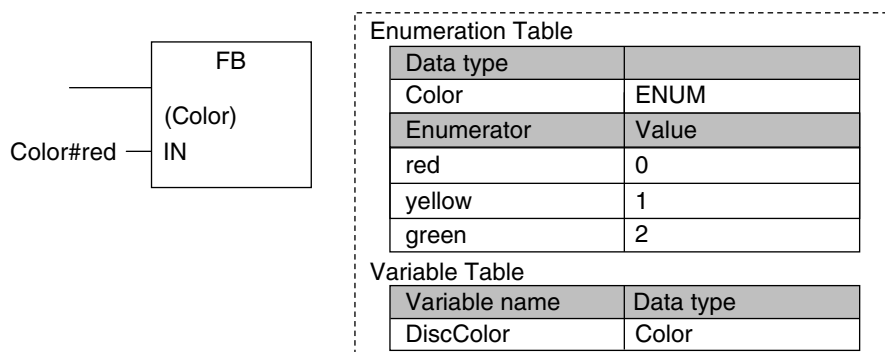 FB
(Color)
Color#red IN
Enumeration Table
Data type
Color ENUM
Enumerator Value
red 0
yellow 1
green 2
Variable Table
Variable name Data type
DiscColor Color